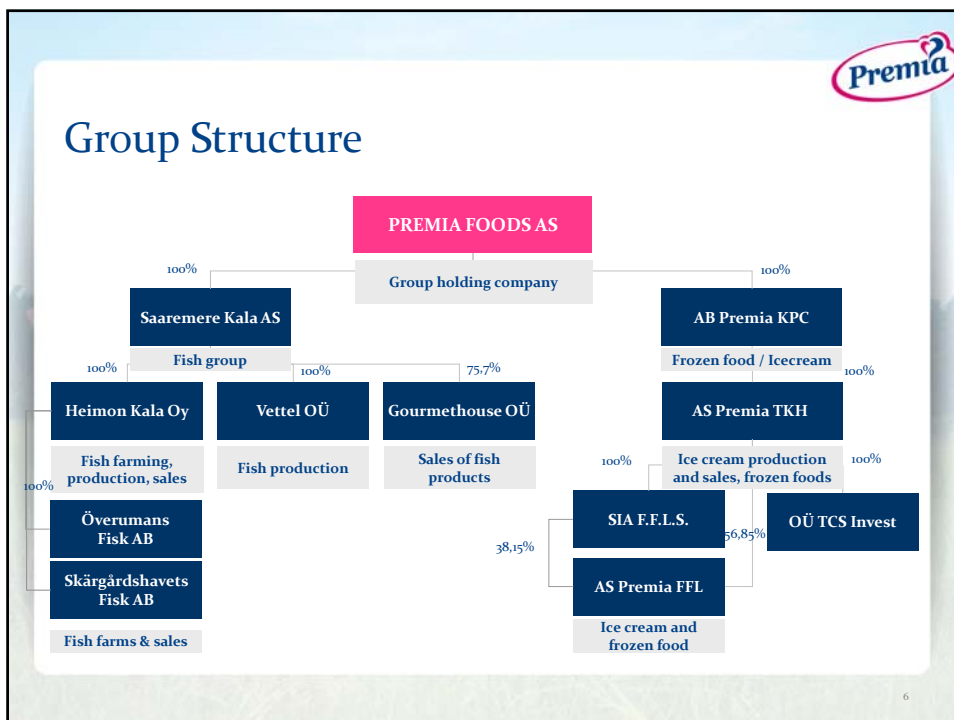 Premia
Group Structure
PREMIA FOODS AS
Group holding company
100%
100%
Saaremere Kala AS
AB Premia KPC
Fish group
Frozen food / Icecream
100%
100%
75,7%
100%
Heimon Kala Oy
Vettel OÜ
Gourmethouse OÜ
AS Premia TKH
Fish farming,
production, sales
Fish production
Sales of fish
products
100%
Ice cream production
and sales, frozen foods
100%
100%
Överumans
Fisk AB
SIA F.F.L.S.
OÜ TCS Invest
38,15%
56,85%
Skärgårdshavets
Fisk AB
AS Premia FFL
Fish farms & sales
Ice cream and
frozen food
6